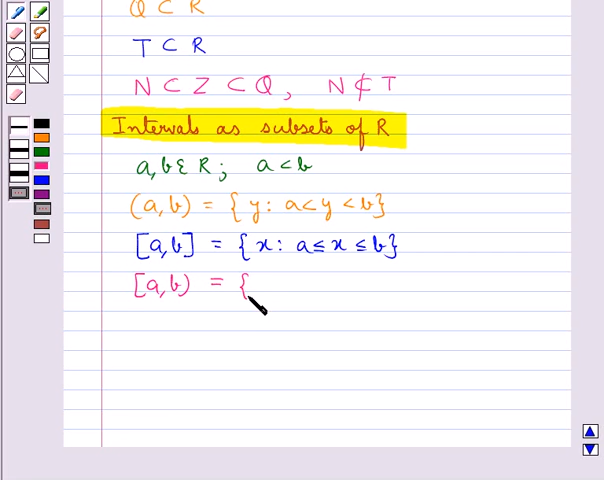 Q ⊂ R
T ⊂ R
N ⊂ Z ⊂ Q, N ⊄ T
Intervals as subsets of R
a,b ε R; a < b
(a,b) = { y: a < y < b}
[a,b] = { x: a ≤ x ≤ b}
[a,b) = {